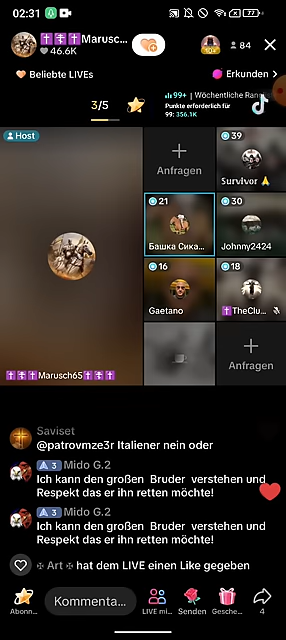 02:31
77
✝️✝️✝️Marusc...
46.6K
84
Beliebte LIVEs
Erkunden >
3/5
99+ | Wöchentliche Ran
Punkte erforderlich für
99: 356.1K
Host
39
Anfragen
Survivor 🙏
21
30
Башка Сика...
Johnny2424
16
18
Gaetano
✝️TheClu...
✝️✝️✝️Marusch65✝️✝️✝️
Anfragen
Saviset
@patrovmze3r Italiener nein oder
3 Mido G.2
Ich kann den großen Bruder verstehen und
Respekt das er ihn retten möchte!
3 Mido G.2
Ich kann den großen Bruder verstehen und
Respekt das er ihn retten möchte!
✠ Art ✠ hat dem LIVE einen Like gegeben
Kommenta...
Abonn...
LIVE mi...
Senden
Gesche...
4